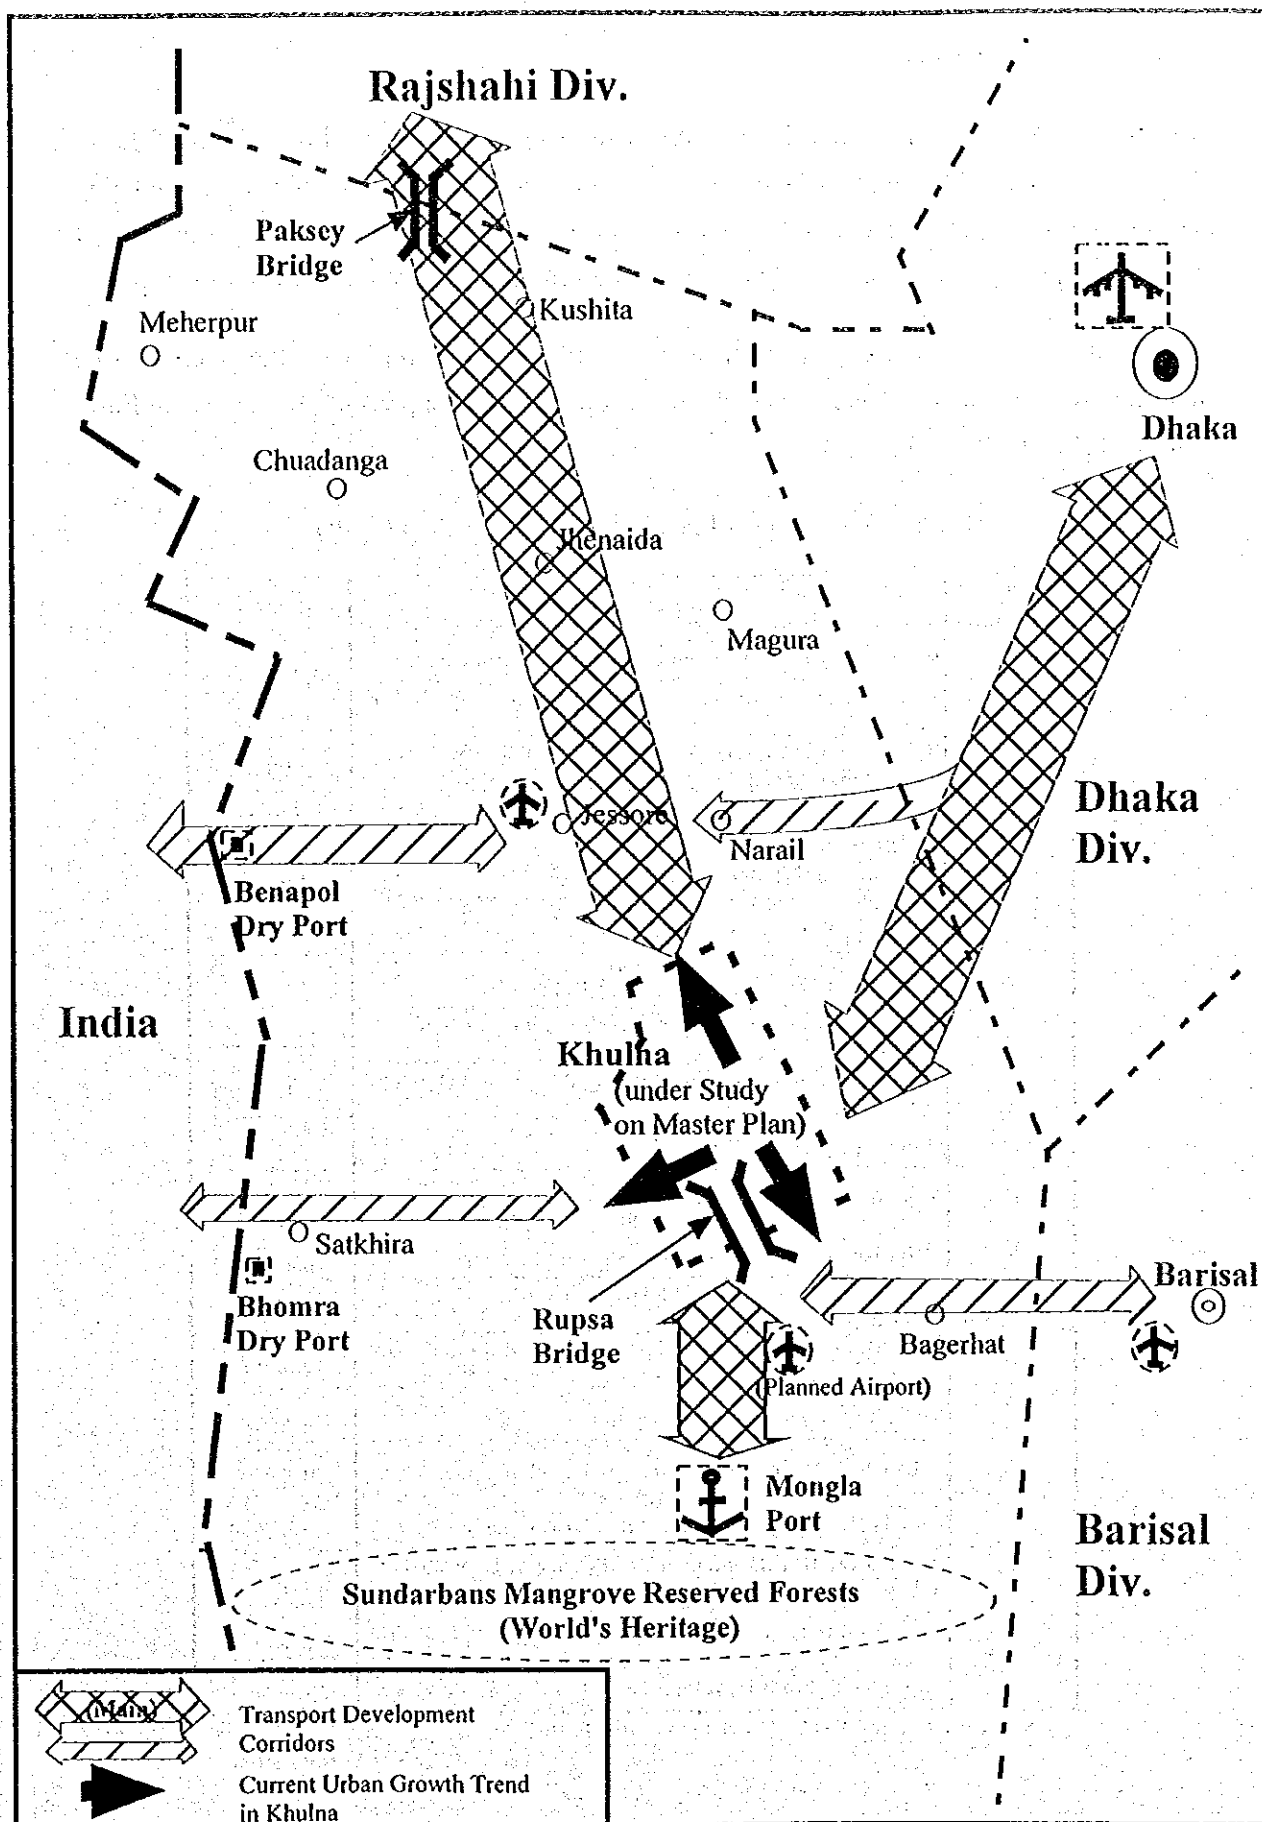 Rajshahi Div.
Paksey
Bridge
Kushita
Meherpur
Dhaka
Chuadanga
Jhenaida
Magura
Dhaka
Div.
Jessore
Narail
Benapol
Dry Port
India
Khulna
(under Study
on Master Plan)
Satkhira
Barisal
Bhomra
Dry Port
Rupsa
Bridge
Bagerhat
(Planned Airport)
Mongla
Port
Barisal
Div.
Sundarbans Mangrove Reserved Forests
(World's Heritage)
(Main)
Transport Development
Corridors
Current Urban Growth Trend
in Khulna